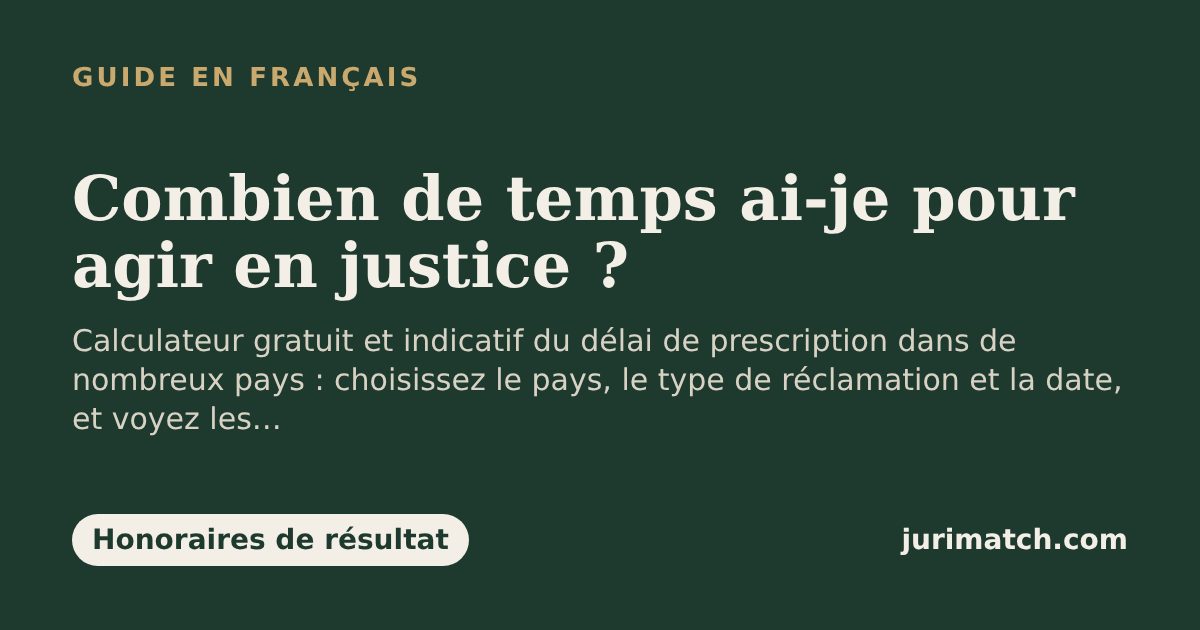 GUIDE EN FRANÇAIS
Combien de temps ai-je pour
agir en justice ?
Calculateur gratuit et indicatif du délai de prescription dans de
nombreux pays : choisissez le pays, le type de réclamation et la date,
et voyez les…
Honoraires de résultat
jurimatch.com